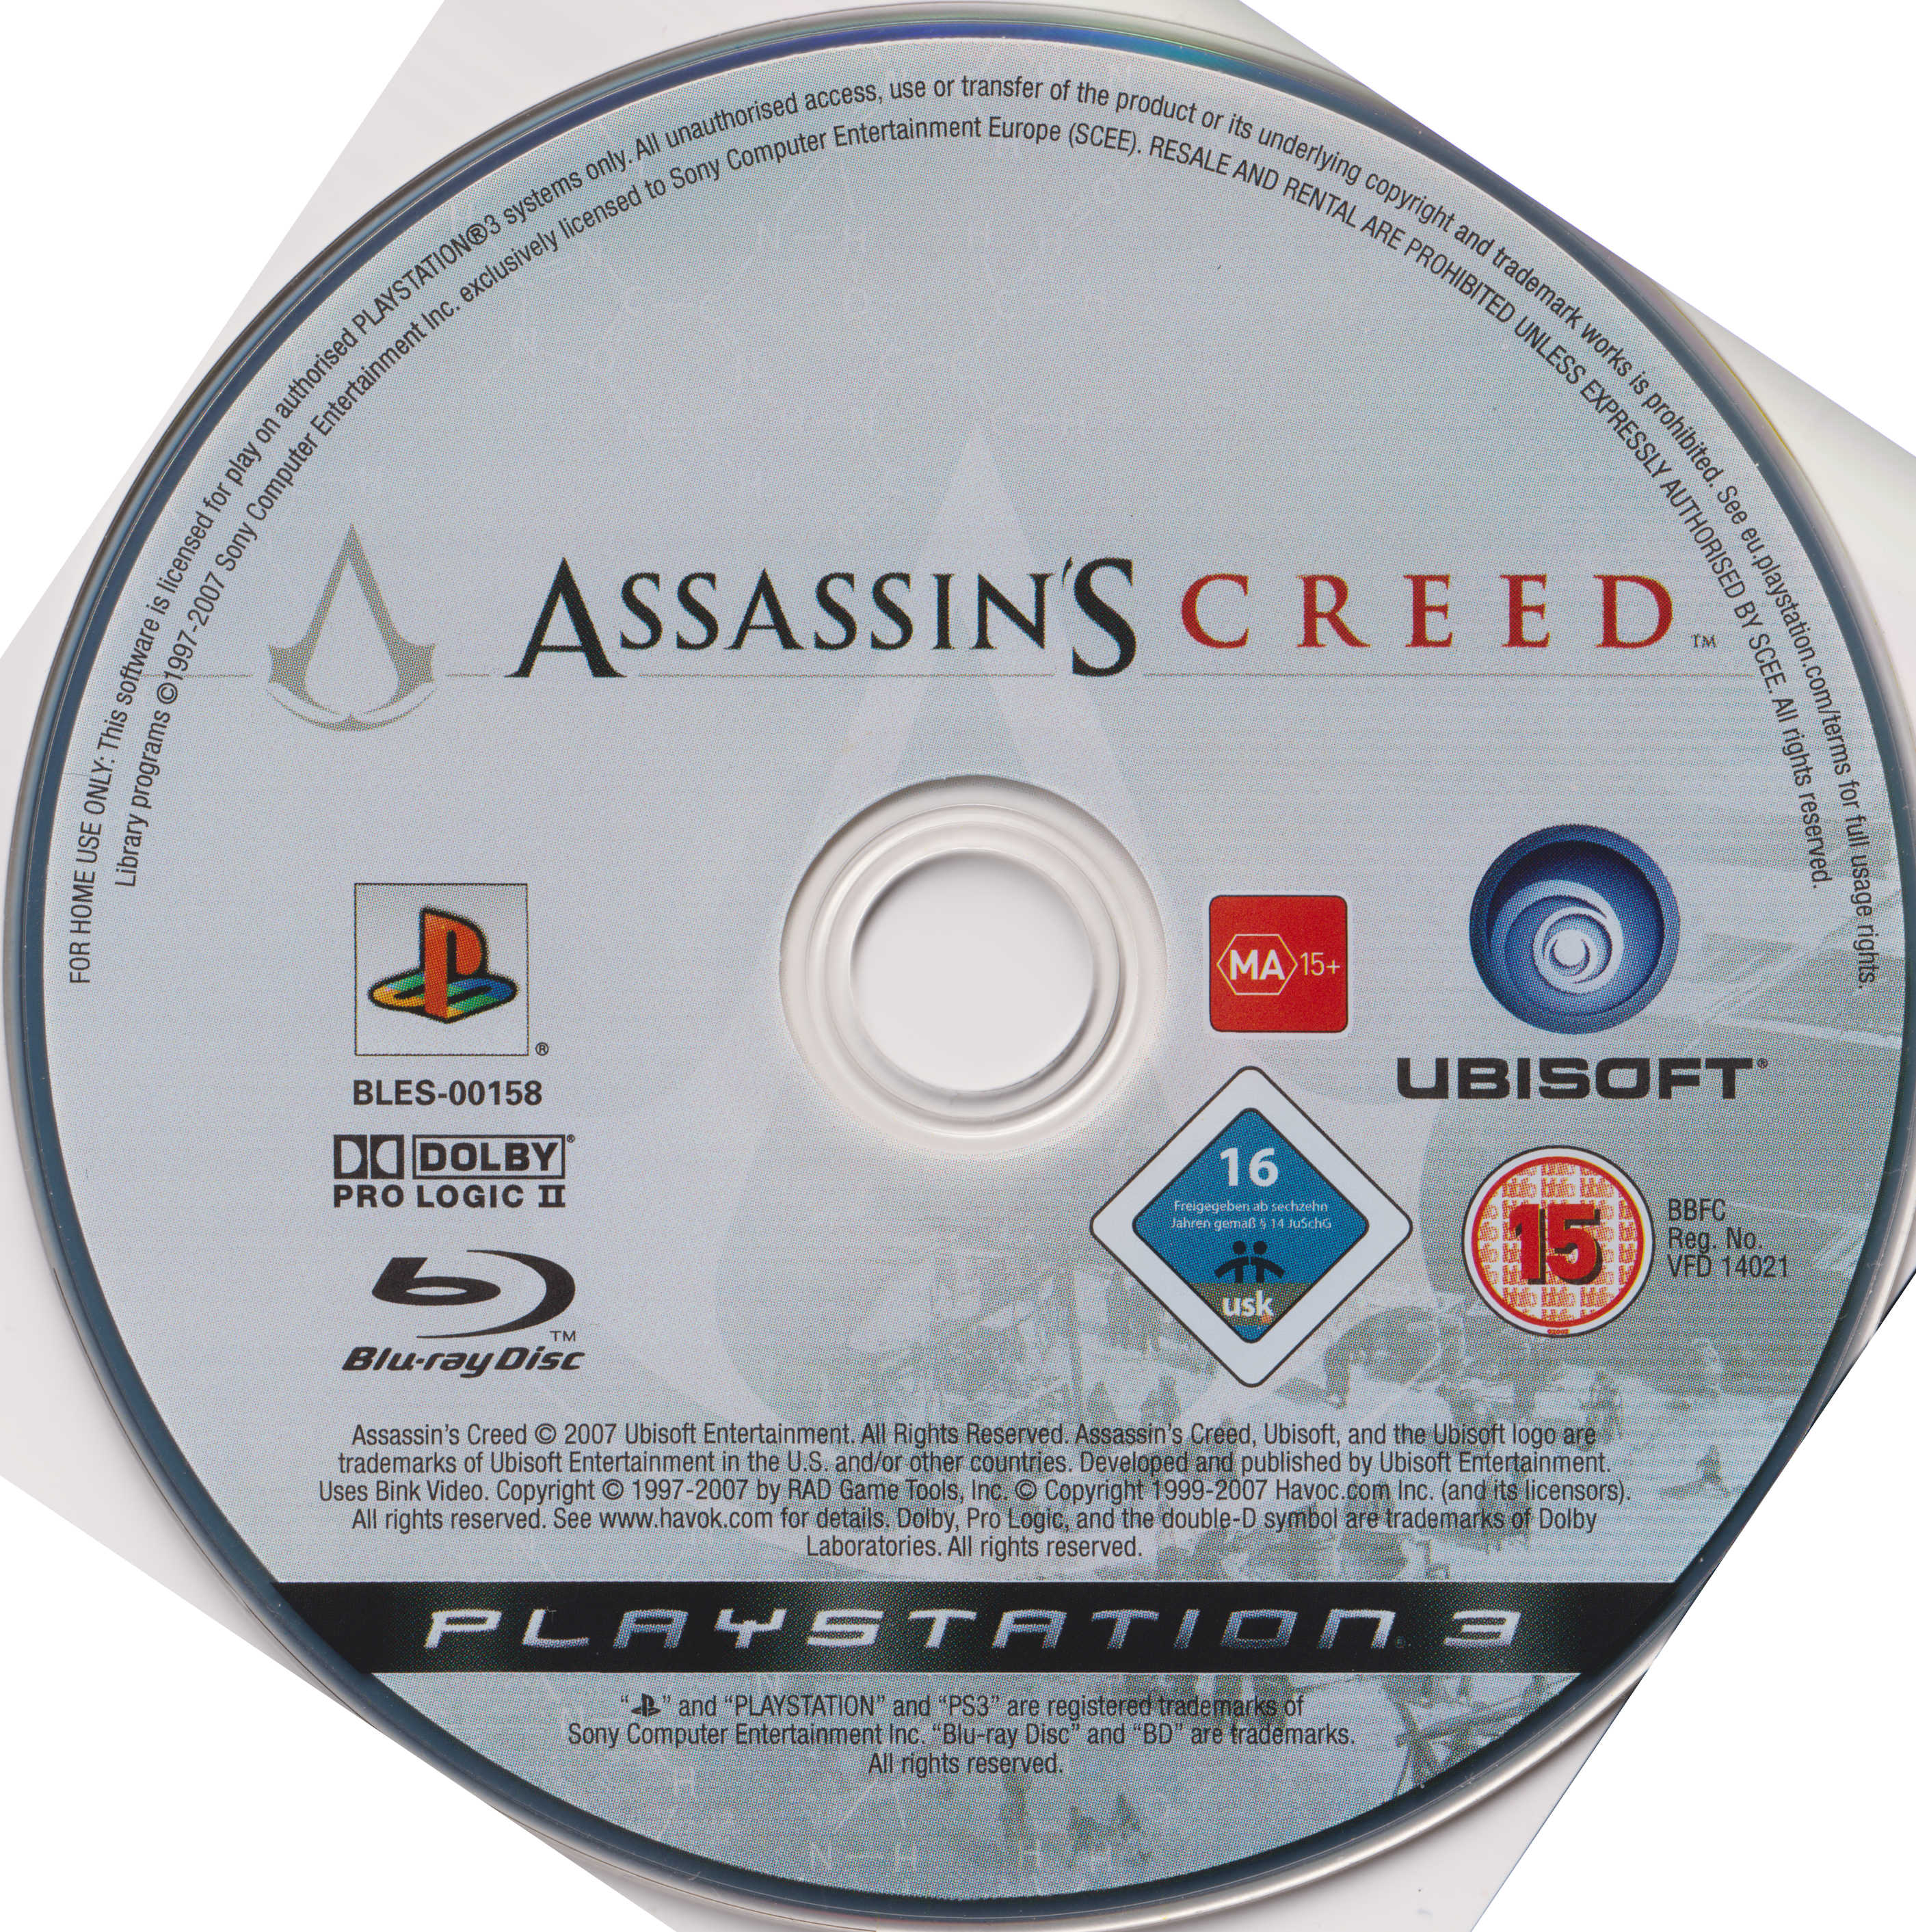 FOR HOME USE ONLY: This software is licensed for play on authorised PLAYSTATION®3 systems only. All unauthorised access, use or transfer of the product or its underlying copyright and trademark works is prohibited. See eu.playstation.com/terms for full usage rights.
Library programs ©1997-2007 Sony Computer Entertainment Inc. exclusively licensed to Sony Computer Entertainment Europe (SCEE). RESALE AND RENTAL ARE PROHIBITED UNLESS EXPRESSLY AUTHORISED BY SCEE. All rights reserved.
ASSASSIN'S CREED ™
®
BLES-00158
DOLBY®
PRO LOGIC II
TM
Blu-ray Disc
MA 15+
UBISOFT®
16
Freigegeben ab sechzehn
Jahren gemäß § 14 JuSchG
usk
15
BBFC
Reg. No.
VFD 14021
Assassin's Creed © 2007 Ubisoft Entertainment. All Rights Reserved. Assassin's Creed, Ubisoft, and the Ubisoft logo are
trademarks of Ubisoft Entertainment in the U.S. and/or other countries. Developed and published by Ubisoft Entertainment.
Uses Bink Video. Copyright © 1997-2007 by RAD Game Tools, Inc. © Copyright 1999-2007 Havoc.com Inc. (and its licensors).
All rights reserved. See www.havok.com for details. Dolby, Pro Logic, and the double-D symbol are trademarks of Dolby
Laboratories. All rights reserved.
PLAYSTATION®3
“ ” and “PLAYSTATION” and “PS3” are registered trademarks of
Sony Computer Entertainment Inc. “Blu-ray Disc” and “BD” are trademarks.
All rights reserved.